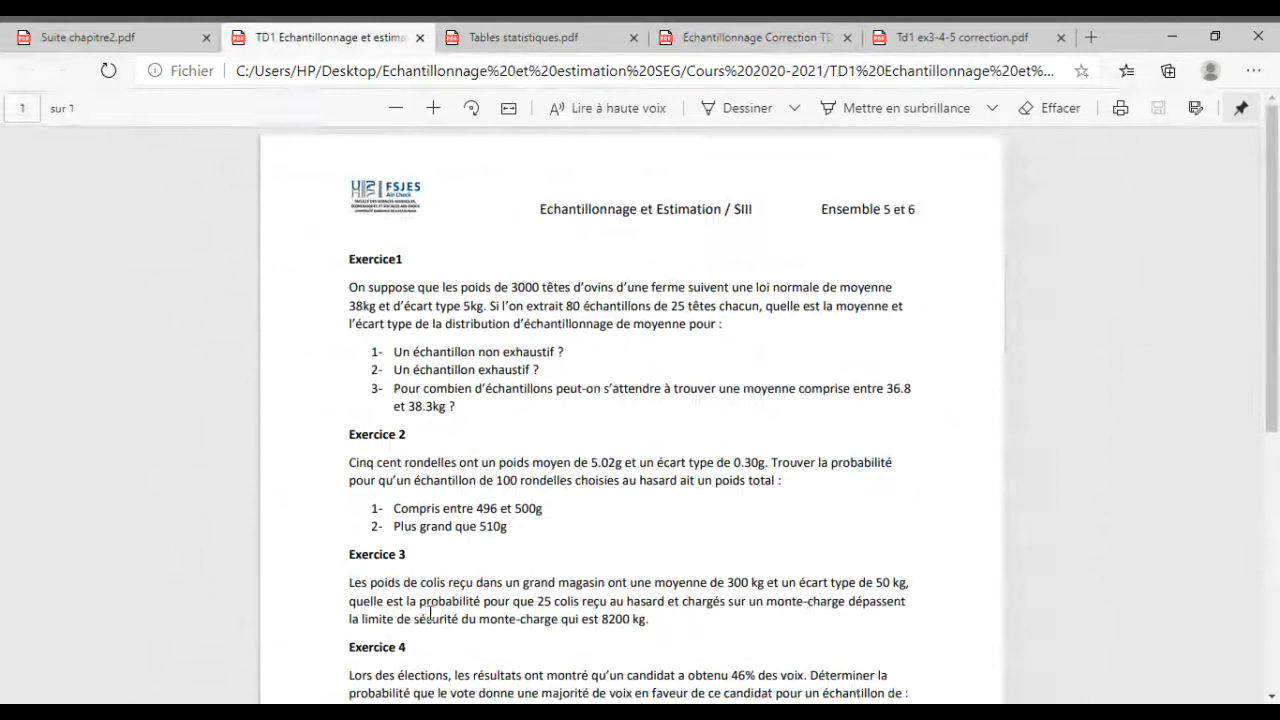 Suite chapitre2.pdf
TD1 Echantillonnage et estima
Tables statistiques.pdf
Echantillonnage Correction TD
Td1 ex3-4-5 correction.pdf
Fichier
C:/Users/HP/Desktop/Echantillonnage%20et%20estimation%20SEG/Cours%202020-2021/TD1%20Echantillonnage%20et%...
1 sur 1
Lire à haute voix
Dessiner
Mettre en surbrillance
Effacer
FSJES
Aïn Chock
Echantillonnage et Estimation / SIII
Ensemble 5 et 6
Exercice1
On suppose que les poids de 3000 têtes d'ovins d'une ferme suivent une loi normale de moyenne
38kg et d'écart type 5kg. Si l'on extrait 80 échantillons de 25 têtes chacun, quelle est la moyenne et
l'écart type de la distribution d'échantillonnage de moyenne pour :
1- Un échantillon non exhaustif ?
2- Un échantillon exhaustif ?
3- Pour combien d'échantillons peut-on s'attendre à trouver une moyenne comprise entre 36.8
et 38.3kg ?
Exercice 2
Cinq cent rondelles ont un poids moyen de 5.02g et un écart type de 0.30g. Trouver la probabilité
pour qu'un échantillon de 100 rondelles choisies au hasard ait un poids total :
1- Compris entre 496 et 500g
2- Plus grand que 510g
Exercice 3
Les poids de colis reçu dans un grand magasin ont une moyenne de 300 kg et un écart type de 50 kg,
quelle est la probabilité pour que 25 colis reçu au hasard et chargés sur un monte-charge dépassent
la limite de sécurité du monte-charge qui est 8200 kg.
Exercice 4
Lors des élections, les résultats ont montré qu'un candidat a obtenu 46% des voix. Déterminer la
probabilité que le vote donne une majorité de voix en faveur de ce candidat pour un échantillon de :